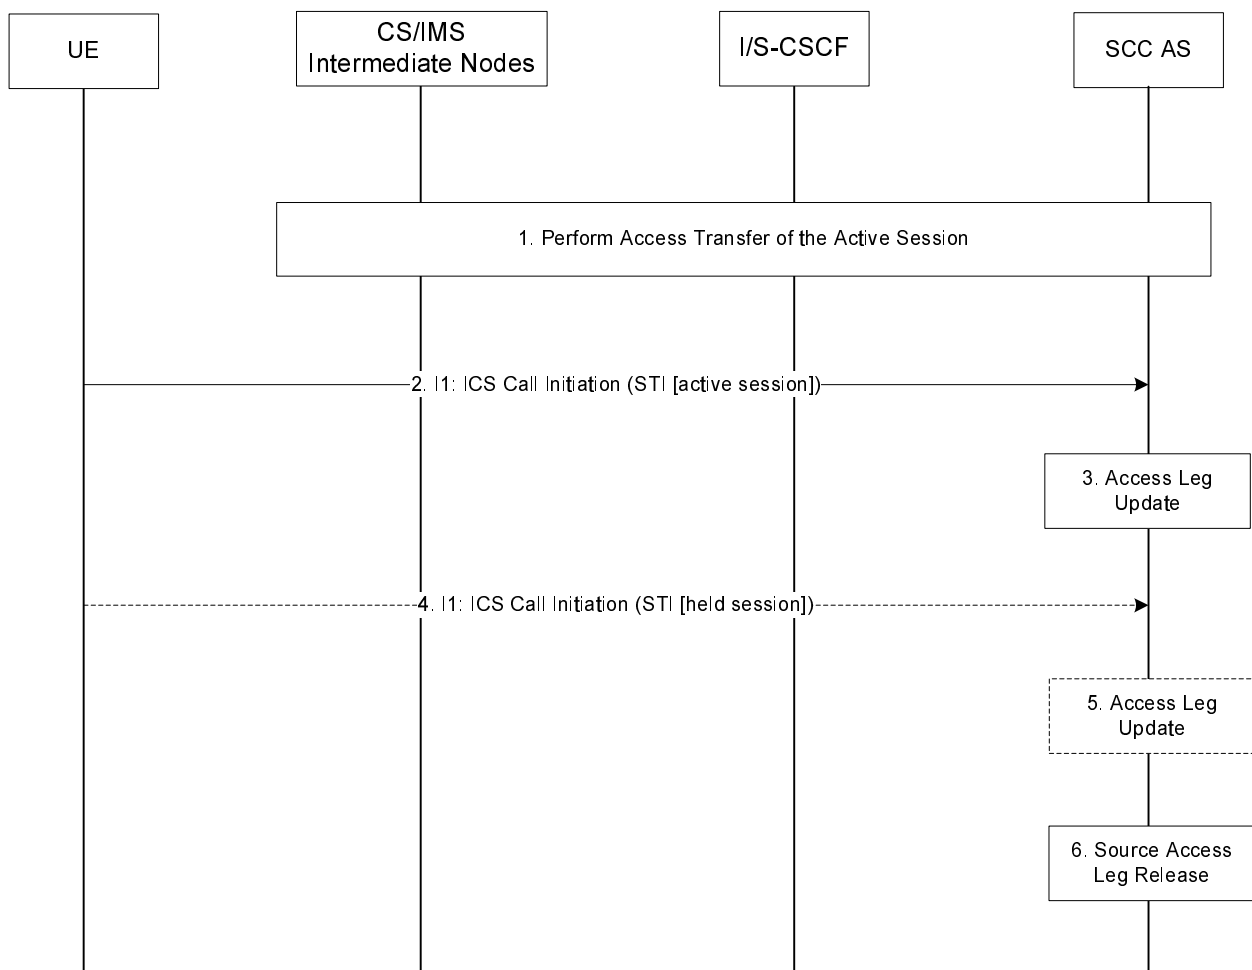 UE
CS/IMS
Intermediate Nodes
I/S-CSCF
SCC AS
1. Perform Access Transfer of the Active Session
2. I1: ICS Call Initiation (STI [active session])
3. Access Leg
Update
4. I1: ICS Call Initiation (STI [held session])
5. Access Leg
Update
6. Source Access
Leg Release